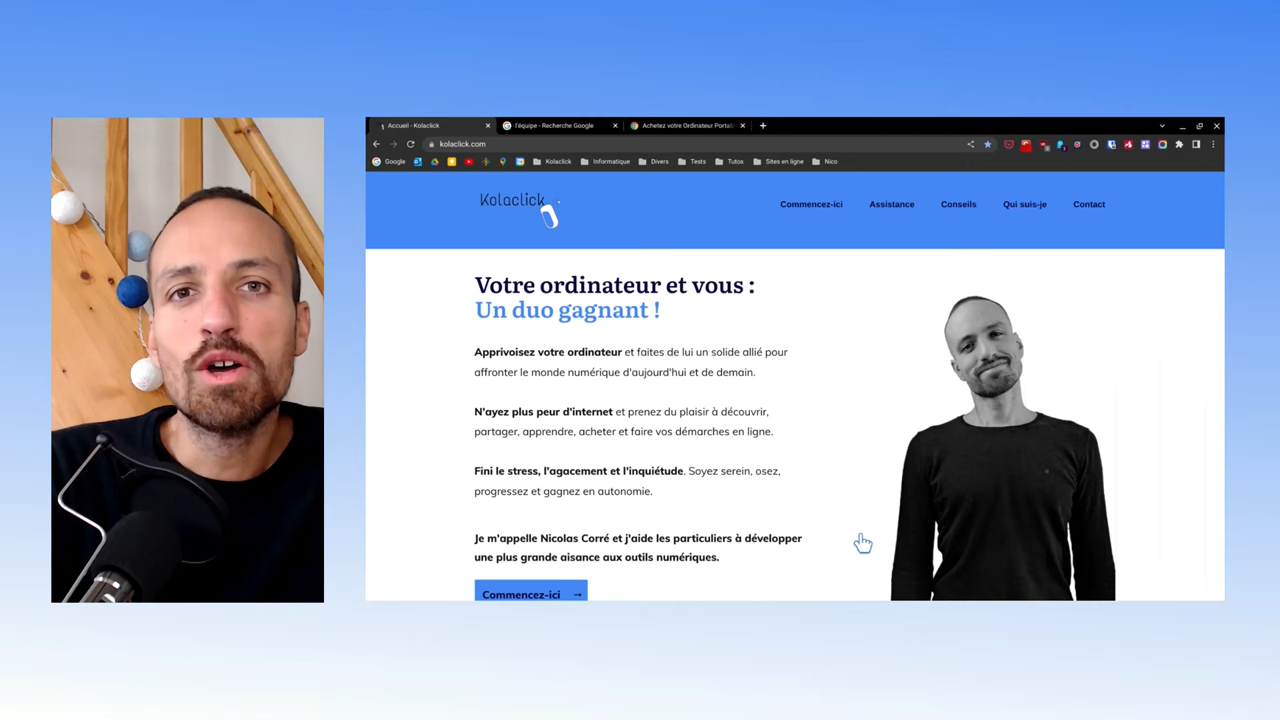 Accueil - Kolaclick
l'équipe - Recherche Google
Achetez votre Ordinateur Portab
kolaclick.com
Google
Kolaclick
Informatique
Divers
Tests
Tutos
Sites en ligne
Nico
Kolaclick
Commencez-ici
Assistance
Conseils
Qui suis-je
Contact
Votre ordinateur et vous :
Un duo gagnant !
Apprivoisez votre ordinateur et faites de lui un solide allié pour
affronter le monde numérique d'aujourd'hui et de demain.
N'ayez plus peur d'internet et prenez du plaisir à découvrir,
partager, apprendre, acheter et faire vos démarches en ligne.
Fini le stress, l'agacement et l'inquiétude. Soyez serein, osez,
progressez et gagnez en autonomie.
Je m'appelle Nicolas Corré et j'aide les particuliers à développer
une plus grande aisance aux outils numériques.
Commencez-ici →